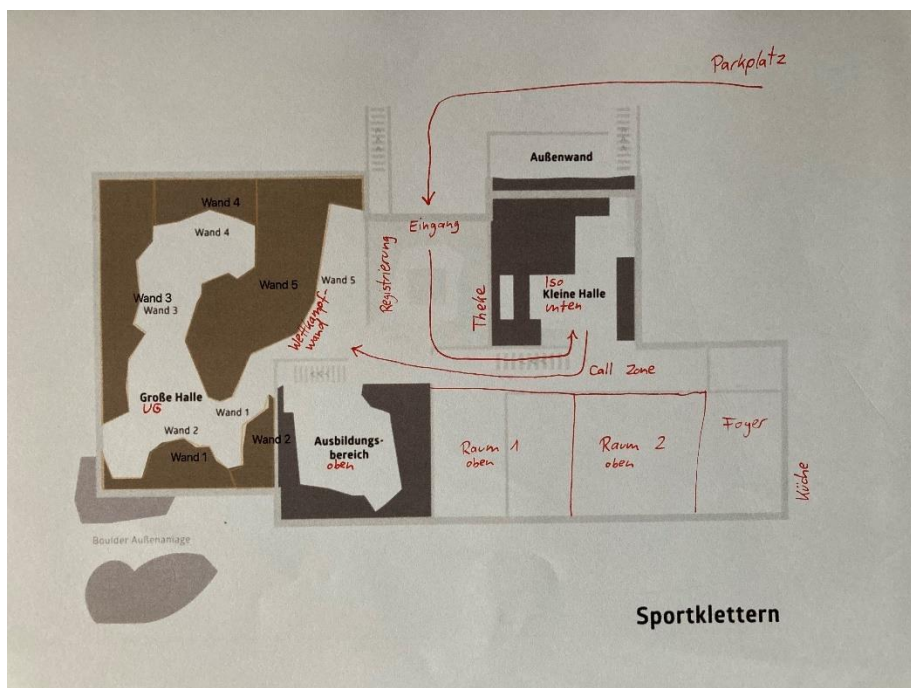 Parkplatz
Außenwand
Wand 4
Wand 4
Eingang
Registrierung
Theke
Iso
Kleine Halle
unten
Wand 5
Wand 5
Wand 3
Wand 3
Wettkampf-
wand
Call Zone
Große Halle
UG
Wand 1
Wand 2
Wand 2
Wand 1
Ausbildungs-
bereich
oben
Raum 1
oben
Raum 2
oben
Foyer
Küche
Boulder Außenanlage
Sportklettern